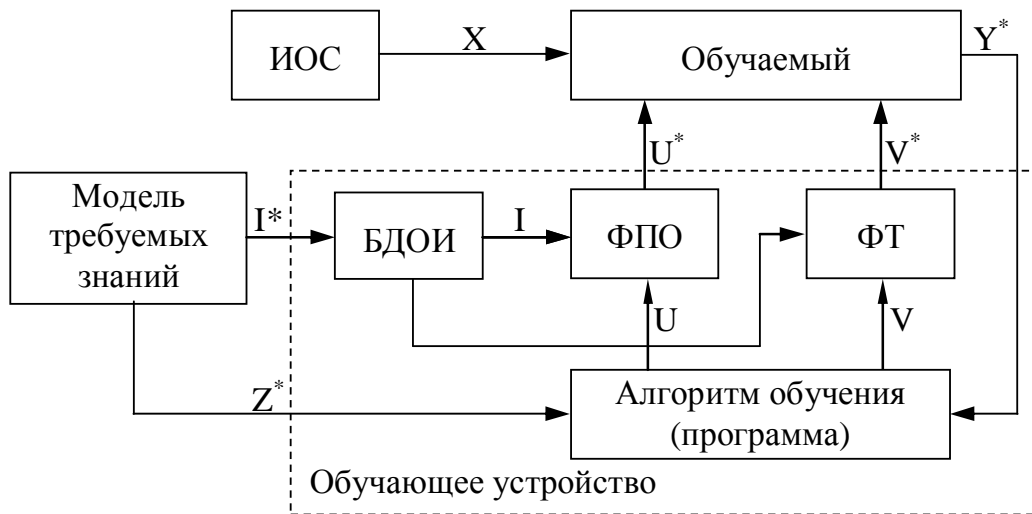 ИОС
X
Обучаемый
Y*
U*
V*
Модель
требуемых
знаний
I*
БДОИ
I
ФПО
ФТ
U
V
Z*
Алгоритм обучения
(программа)
Обучающее устройство